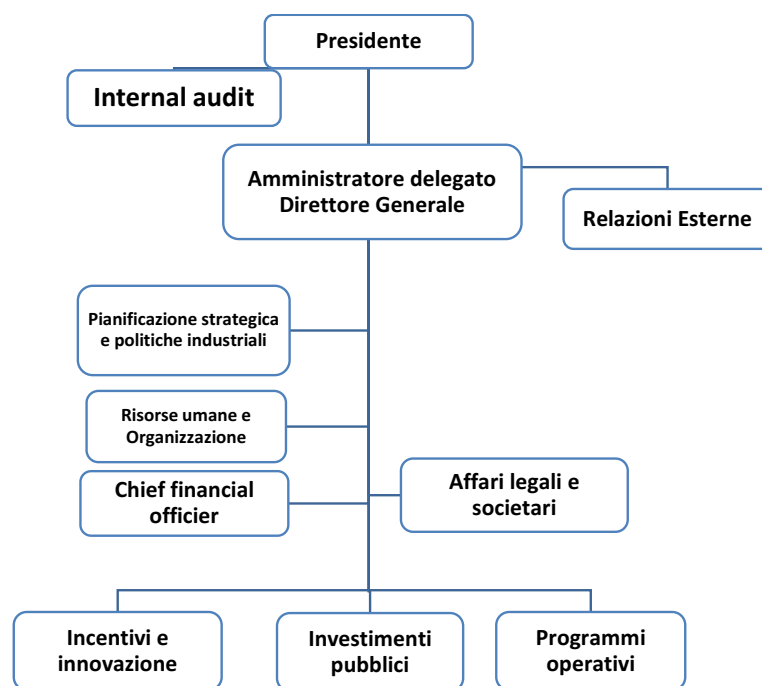 Presidente
Internal audit
Amministratore delegato
Direttore Generale
Relazioni Esterne
Pianificazione strategica
e politiche industriali
Risorse umane e
Organizzazione
Chief financial
officier
Affari legali e
societari
Incentivi e
innovazione
Investimenti
pubblici
Programmi
operativi